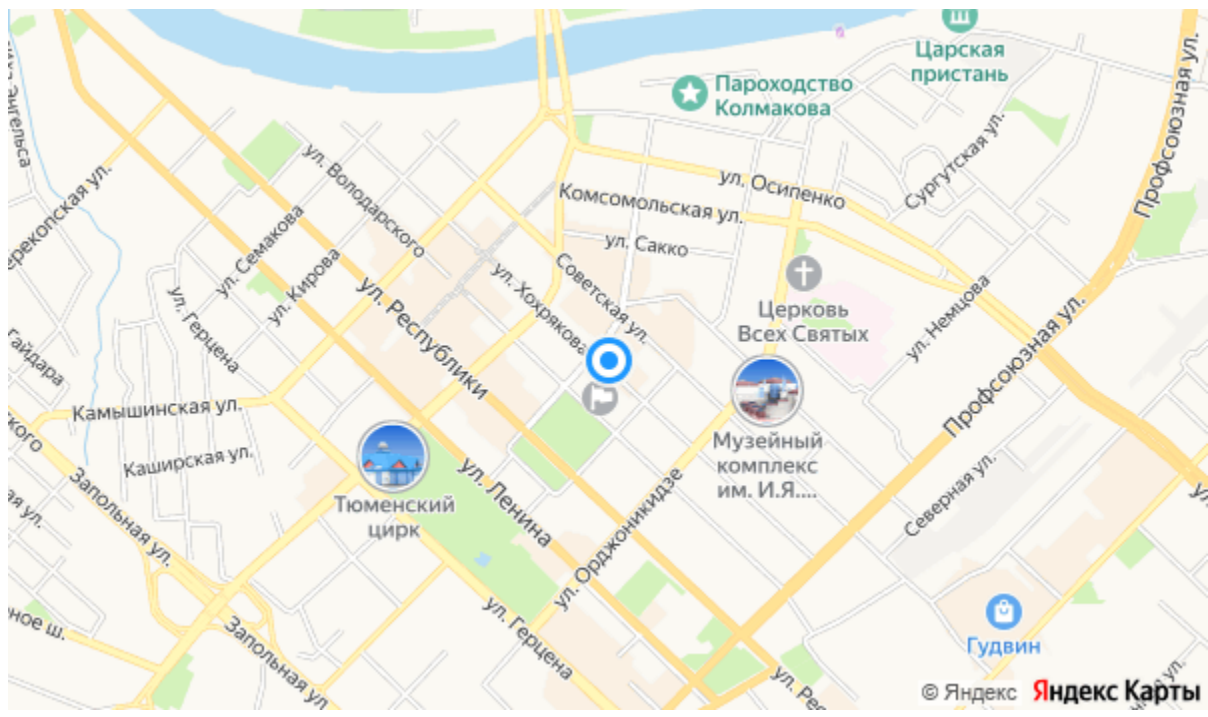 Царская
пристань
Пароходство
Колмакова
Профсоюзная ул.
Сургутская ул.
ул. Осипенко
Комсомольская ул.
ул. Сакко
ул. Володарского
ул. Семакова
ул. Кирова
ул. Герцена
ул. Хохрякова
Советская ул.
ул. Республики
Церковь
Всех Святых
ул. Немцова
Профсоюзная ул.
Гайдара
Камышинская ул.
Каширская ул.
Запольная ул.
Тюменский
цирк
ул. Ленина
Музейный
комплекс
им. И.Я....
ул. Орджоникидзе
Северная ул.
ул. Герцена
Запольная ул.
Гудвин
© Яндекс Яндекс Карты